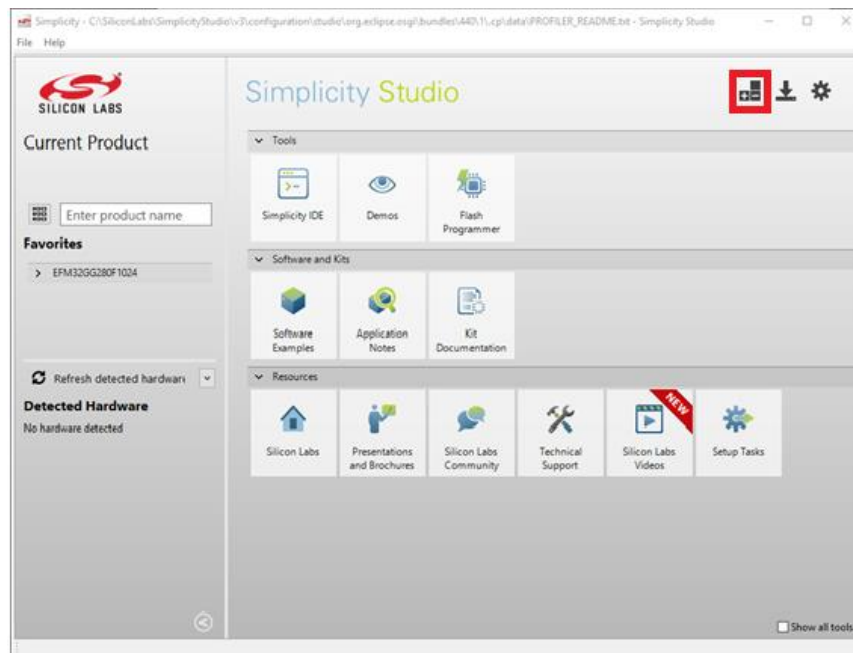 Simplicity - C:\SiliconLabs\SimplicityStudio\v3\configuration\studio\org.eclipse.osgi\bundles\440\1\.cp\data\PROFILER_README.txt - Simplicity Studio
File Help
SILICON LABS
Simplicity Studio
Current Product
Enter product name
Favorites
EFM32GG280F1024
Refresh detected hardwar
Detected Hardware
No hardware detected
Tools
Simplicity IDE
Demos
Flash
Programmer
Software and Kits
Software
Examples
Application
Notes
Kit
Documentation
Resources
Silicon Labs
Presentations
and Brochures
Silicon Labs
Community
Technical
Support
NEW
Silicon Labs
Videos
Setup Tasks
Show all tools